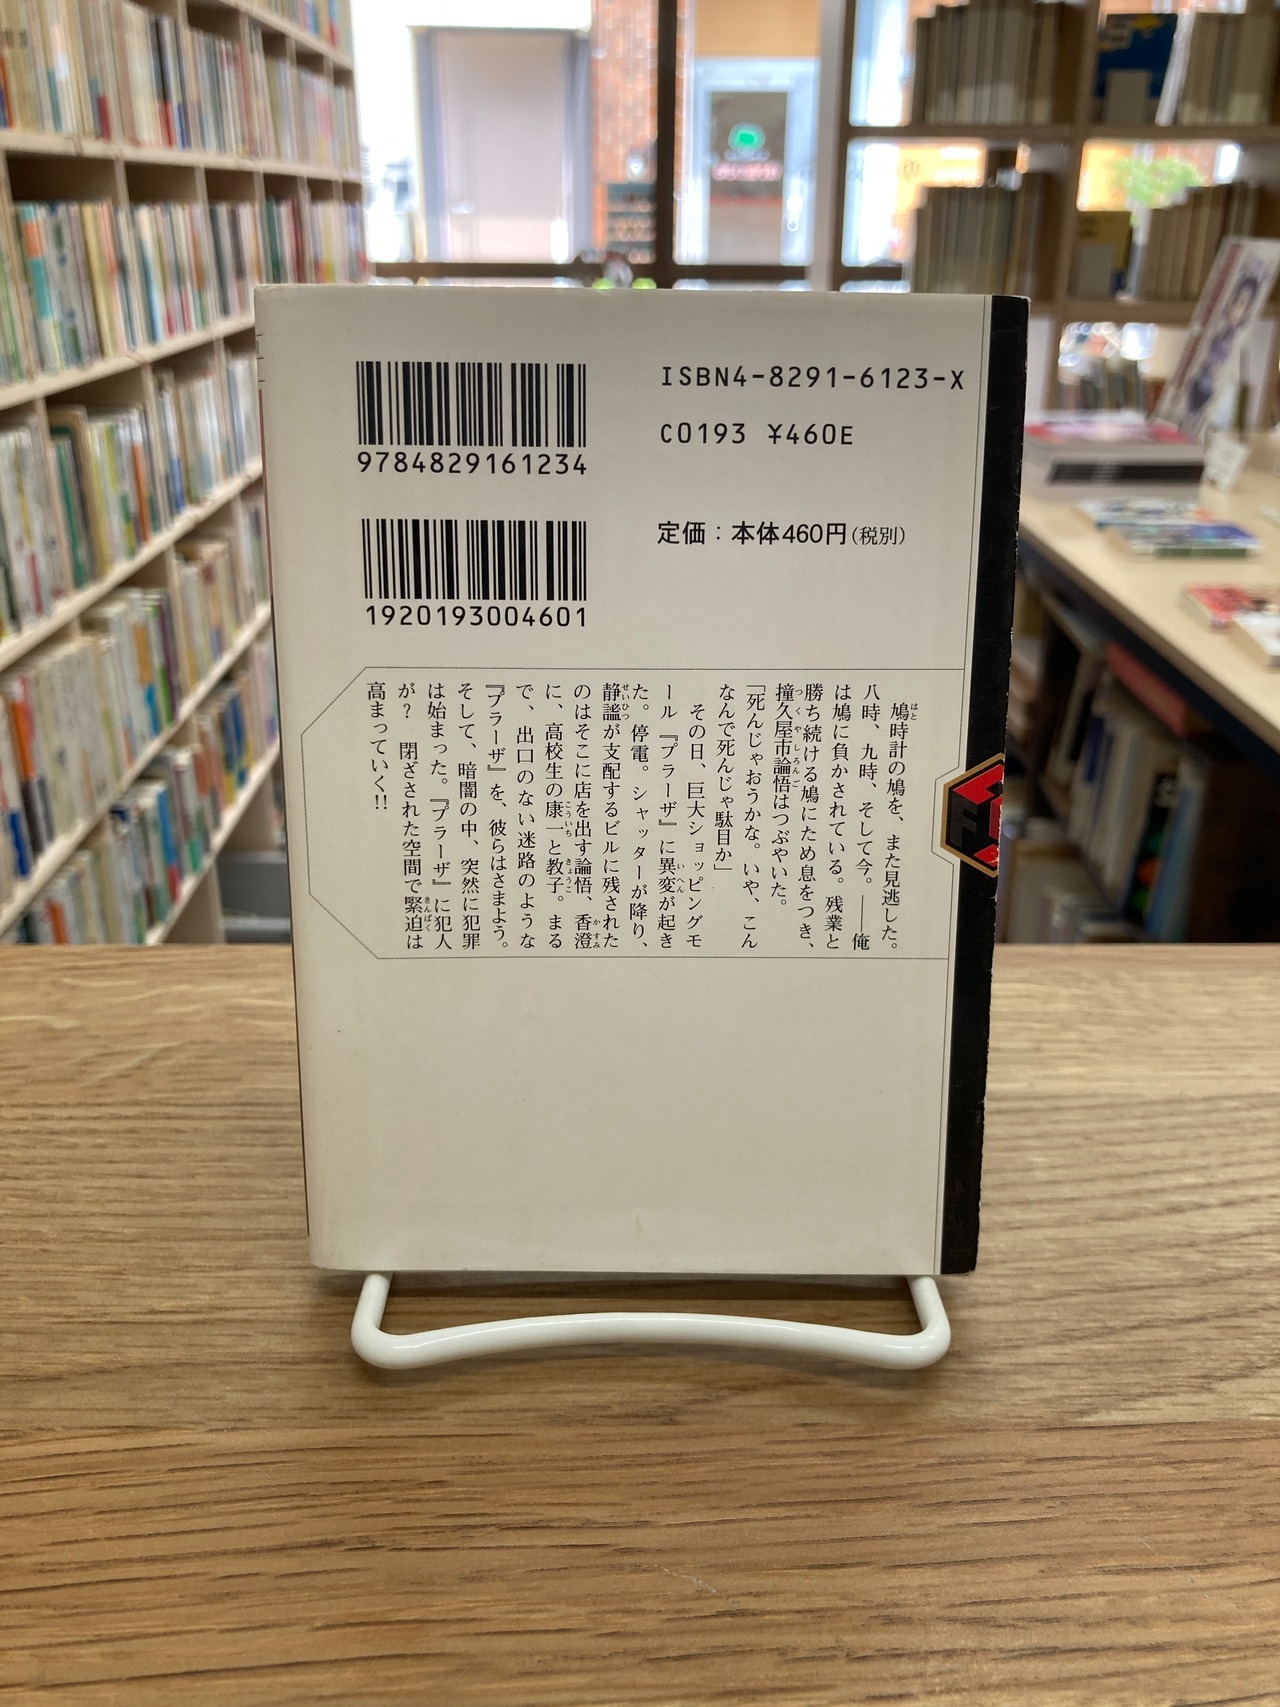 ISBN4-8291-6123-X
C0193 ¥460E
9784829161234
定価：本体460円(税別)
1920193004601
鳩時計の鳩を、また見逃した。
八時、九時、そして今。――俺
は鳩に負かされている。残業と
勝ち続ける鳩にため息をつき、
撞久屋市論悟はつぶやいた。
「死んじゃおうかな。いや、こん
なんで死んじゃ駄目か」
その日、巨大ショッピングモ
ール『プラーザ』に異変が起き
た。停電。シャッターが降り、
静謐が支配するビルに残された
のはそこに店を出す論悟、香澄
に、高校生の康一と教子。まる
で、出口のない迷路のような
『プラーザ』を、彼らはさまよう。
そして、暗闇の中、突然に犯罪
は始まった。『プラーザ』に犯人
が？　閉ざされた空間で緊迫は
高まっていく!!